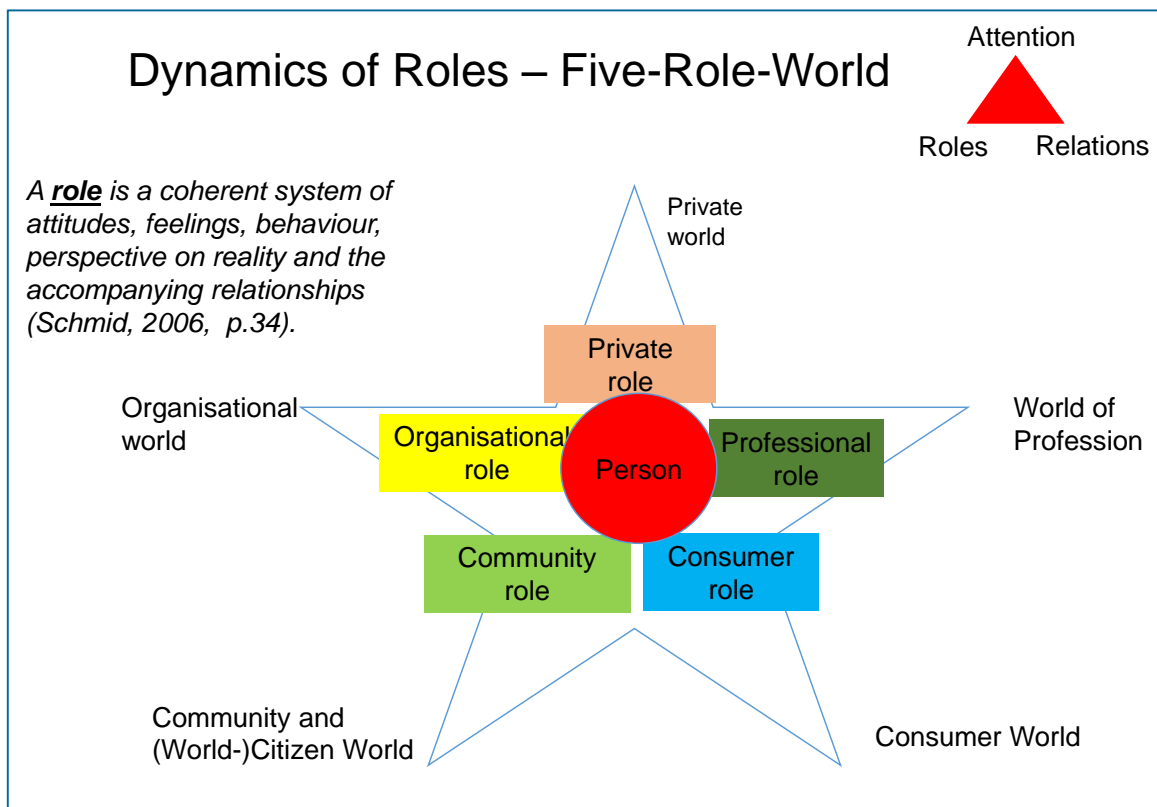 Dynamics of Roles – Five-Role-World
Attention
Roles
Relations
A role is a coherent system of
attitudes, feelings, behaviour,
perspective on reality and the
accompanying relationships
(Schmid, 2006,  p.34).
Private
world
Private
role
Organisational
world
World of
Profession
Organisational
role
Person
Professional
role
Community
role
Consumer
role
Community and
(World-)Citizen World
Consumer World